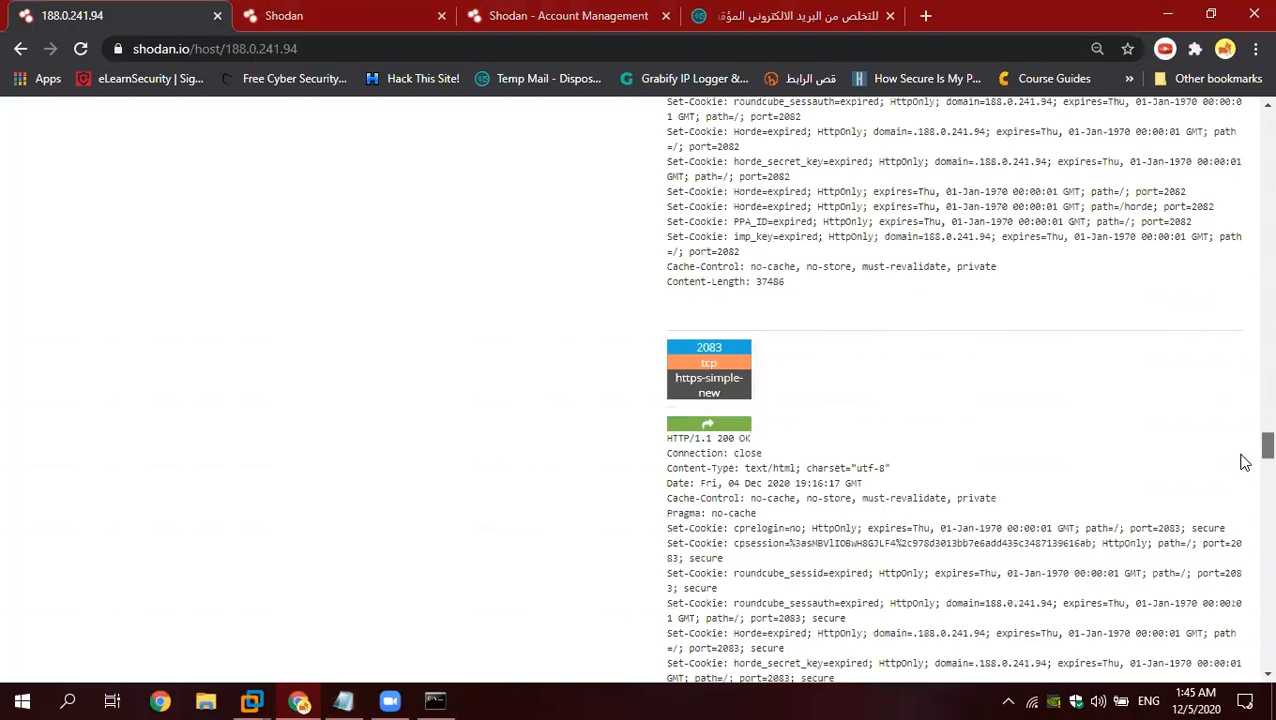 188.0.241.94
Shodan
Shodan - Account Management
للتخلص من البريد الالكتروني المؤقت
shodan.io/host/188.0.241.94
Apps
eLearnSecurity | Sig...
Free Cyber Security...
Hack This Site!
Temp Mail - Dispos...
Grabify IP Logger &...
قص الرابط
How Secure Is My P...
Course Guides
»
Other bookmarks
Set-Cookie: roundcube_sessauth=expired; HttpOnly; domain=188.0.241.94; expires=Thu, 01-Jan-1970 00:00:0
1 GMT; path=/; port=2082
Set-Cookie: Horde=expired; HttpOnly; domain=.188.0.241.94; expires=Thu, 01-Jan-1970 00:00:01 GMT; path
=/; port=2082
Set-Cookie: horde_secret_key=expired; HttpOnly; domain=.188.0.241.94; expires=Thu, 01-Jan-1970 00:00:01
GMT; path=/; port=2082
Set-Cookie: Horde=expired; HttpOnly; expires=Thu, 01-Jan-1970 00:00:01 GMT; path=/; port=2082
Set-Cookie: Horde=expired; HttpOnly; expires=Thu, 01-Jan-1970 00:00:01 GMT; path=/horde; port=2082
Set-Cookie: PPA_ID=expired; HttpOnly; expires=Thu, 01-Jan-1970 00:00:01 GMT; path=/; port=2082
Set-Cookie: imp_key=expired; HttpOnly; domain=188.0.241.94; expires=Thu, 01-Jan-1970 00:00:01 GMT; path
=/; port=2082
Cache-Control: no-cache, no-store, must-revalidate, private
Content-Length: 37486
2083
tcp
https-simple-
new
HTTP/1.1 200 OK
Connection: close
Content-Type: text/html; charset="utf-8"
Date: Fri, 04 Dec 2020 19:16:17 GMT
Cache-Control: no-cache, no-store, must-revalidate, private
Pragma: no-cache
Set-Cookie: cprelogin=no; HttpOnly; expires=Thu, 01-Jan-1970 00:00:01 GMT; path=/; port=2083; secure
Set-Cookie: cpsession=%3asMBVlIOBwH8GJLF4%2c978d3013bb7e6add435c3487139616ab; HttpOnly; path=/; port=20
83; secure
Set-Cookie: roundcube_sessid=expired; HttpOnly; expires=Thu, 01-Jan-1970 00:00:01 GMT; path=/; port=208
3; secure
Set-Cookie: roundcube_sessauth=expired; HttpOnly; domain=188.0.241.94; expires=Thu, 01-Jan-1970 00:00:0
1 GMT; path=/; port=2083; secure
Set-Cookie: Horde=expired; HttpOnly; domain=.188.0.241.94; expires=Thu, 01-Jan-1970 00:00:01 GMT; path
=/; port=2083; secure
Set-Cookie: horde_secret_key=expired; HttpOnly; domain=.188.0.241.94; expires=Thu, 01-Jan-1970 00:00:01
GMT; path=/; port=2083; secure
ENG
1:45 AM
12/5/2020